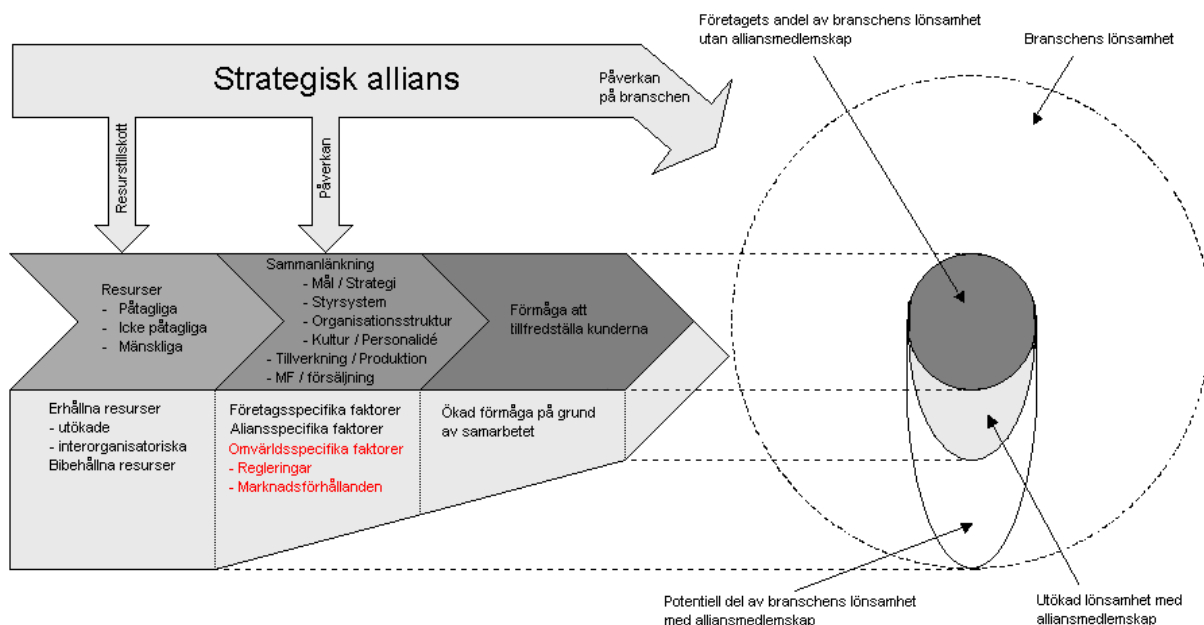 Företagets andel av branschens lönsamhet
utan alliansmedlemskap
Branschens lönsamhet
Strategisk allians
Påverkan
på branschen
Resurstillskott
Påverkan
Resurser
- Påtagliga
- Icke påtagliga
- Mänskliga
Sammanlänkning
- Mål / Strategi
- Styrsystem
- Organisationsstruktur
- Kultur / Personalidé
- Tillverkning / Produktion
- MF / försäljning
Förmåga att
tillfredställa kunderna
Erhållna resurser
- utökade
- interorganisatoriska
Bibehållna resurser
Företagsspecifika faktorer
Aliansspecifika faktorer
Omvärldsspecifika faktorer
- Regleringar
- Marknadsförhållanden
Ökad förmåga på grund
av samarbetet
Potentiell del av branschens lönsamhet
med alliansmedlemskap
Utökad lönsamhet med
alliansmedlemskap